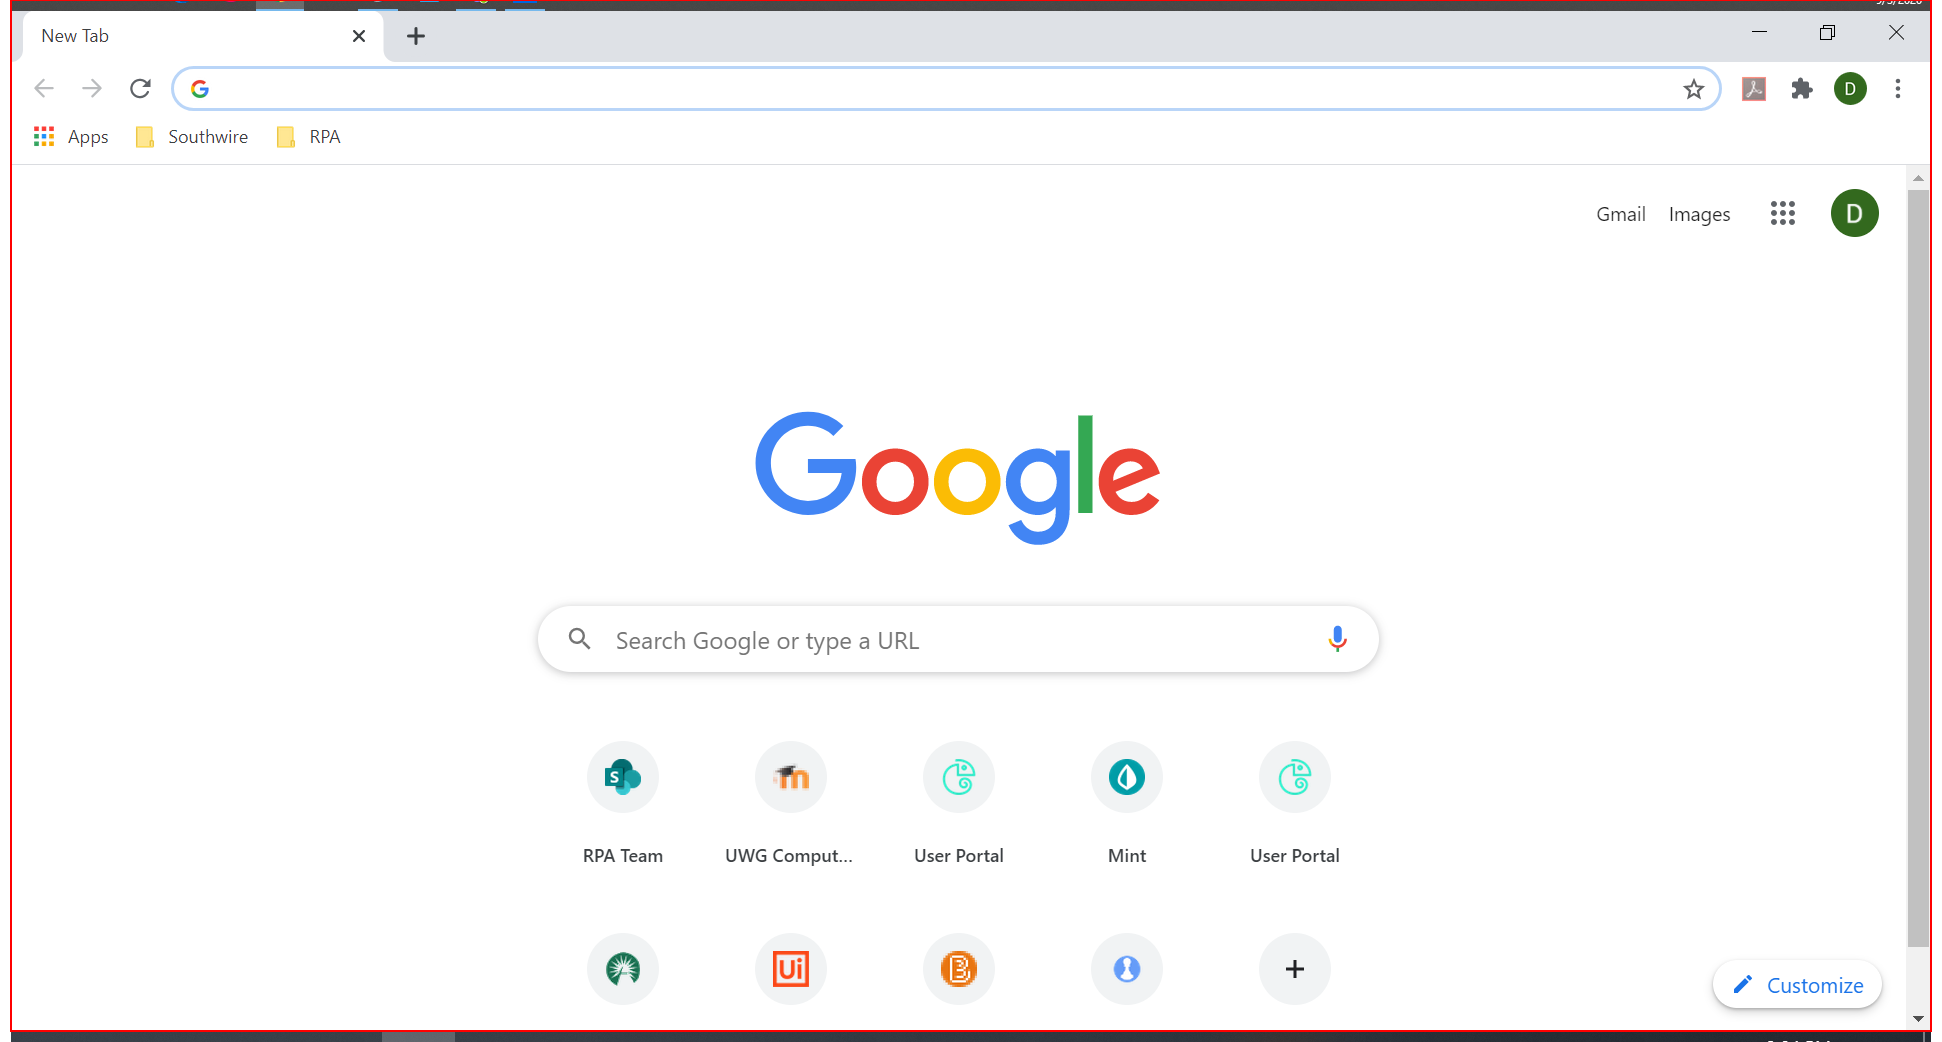 New Tab
Apps Southwire RPA
D
Gmail Images D
Google
Search Google or type a URL
S
RPA Team UWG Comput... User Portal Mint User Portal
Ui B
Customize